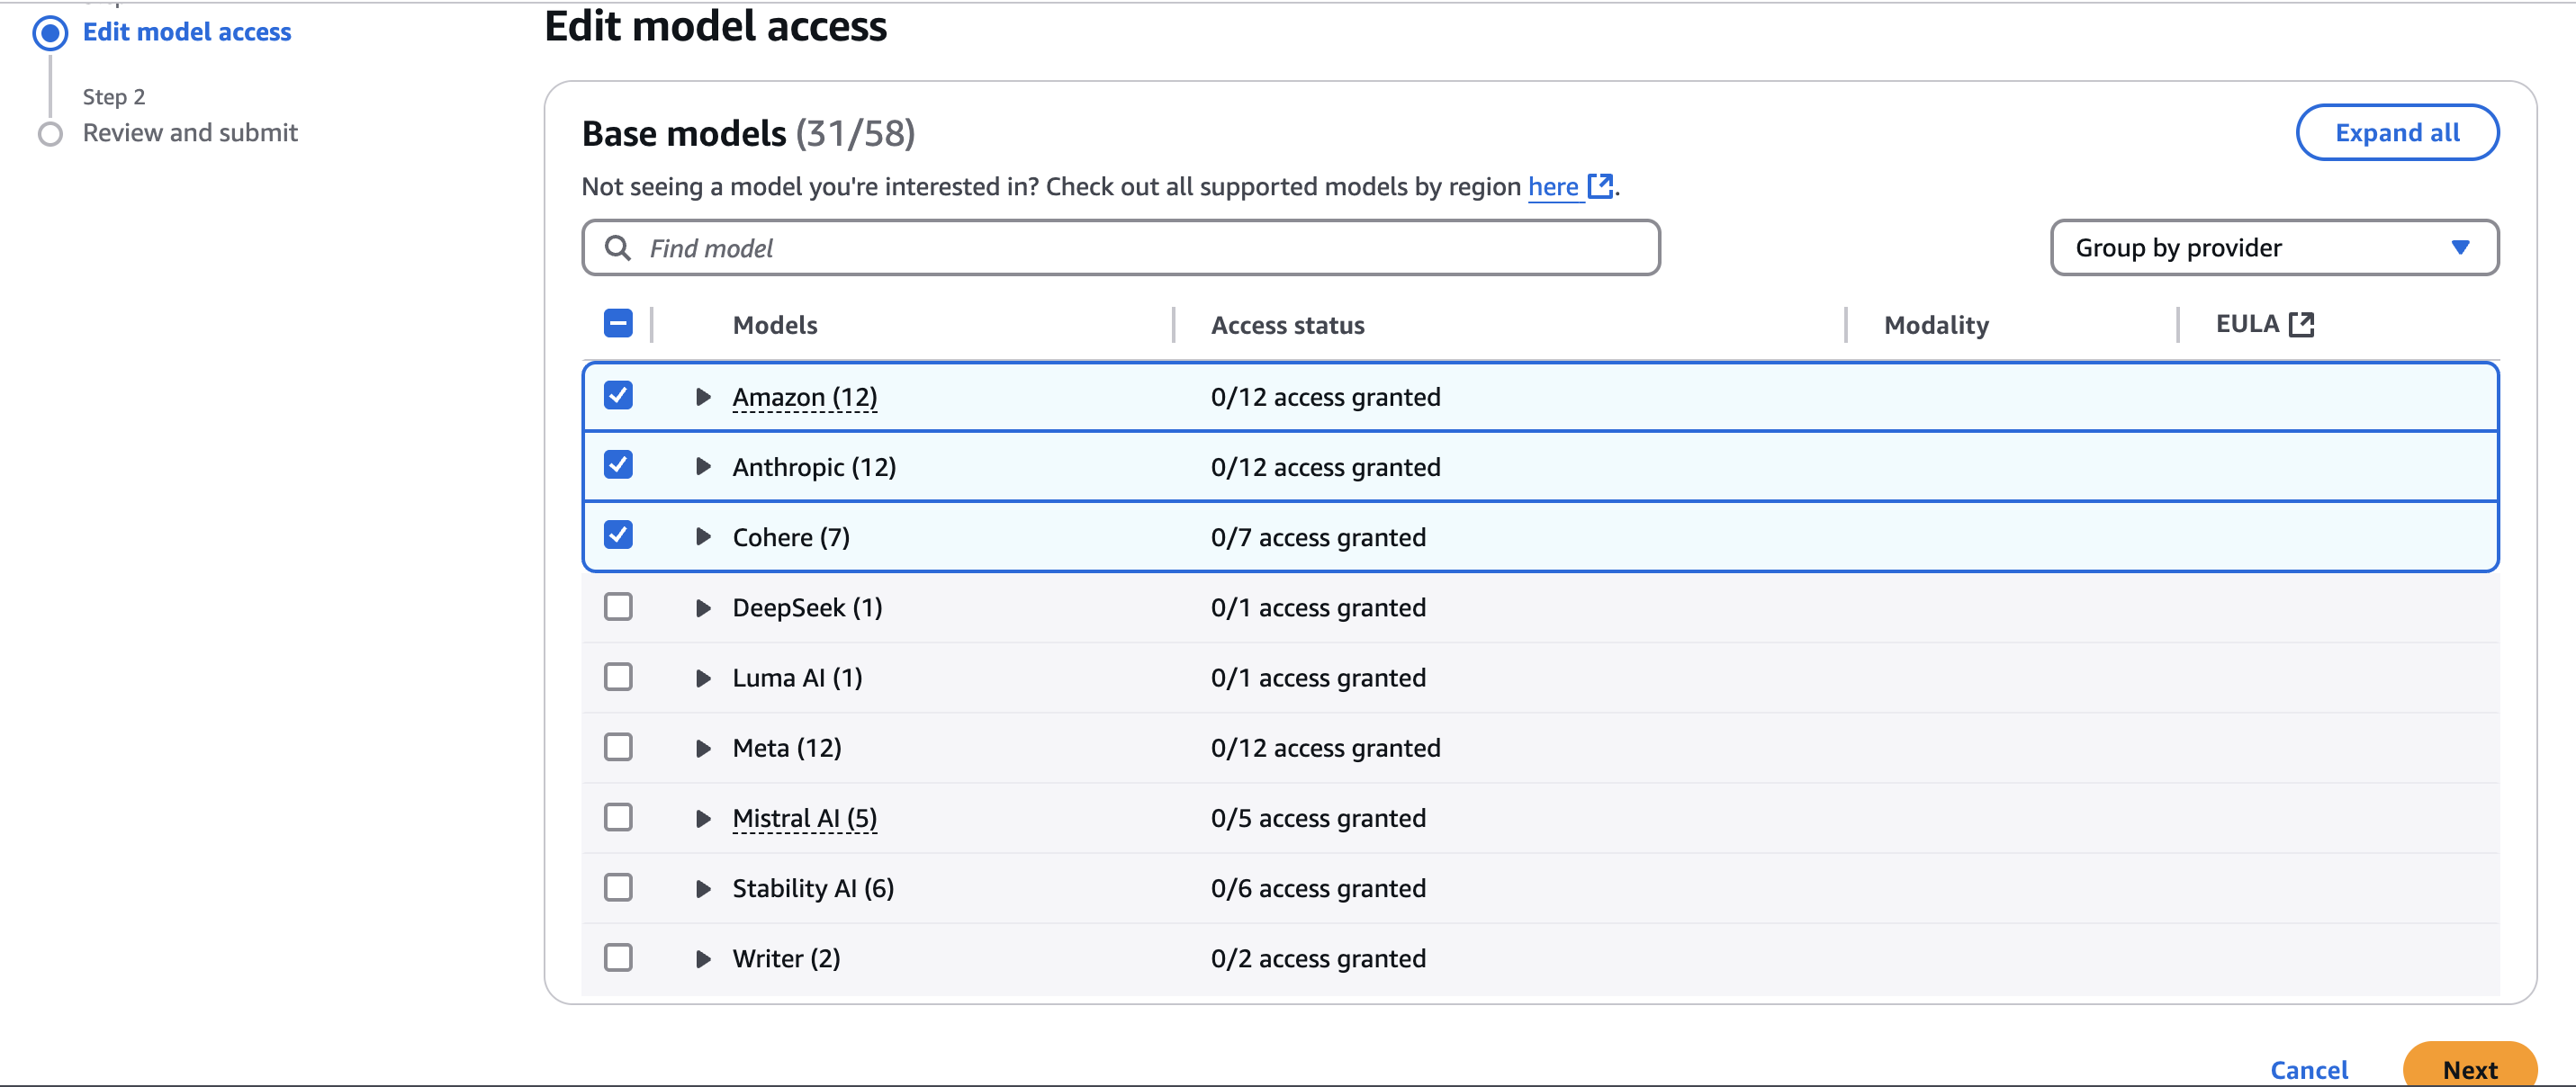 Edit model access
Step 2
Review and submit
Edit model access
Base models (31/58)
Expand all
Not seeing a model you're interested in? Check out all supported models by region here.
Find model
Group by provider
Models
Access status
Modality
EULA
Amazon (12)
0/12 access granted
Anthropic (12)
0/12 access granted
Cohere (7)
0/7 access granted
DeepSeek (1)
0/1 access granted
Luma AI (1)
0/1 access granted
Meta (12)
0/12 access granted
Mistral AI (5)
0/5 access granted
Stability AI (6)
0/6 access granted
Writer (2)
0/2 access granted
Cancel
Next